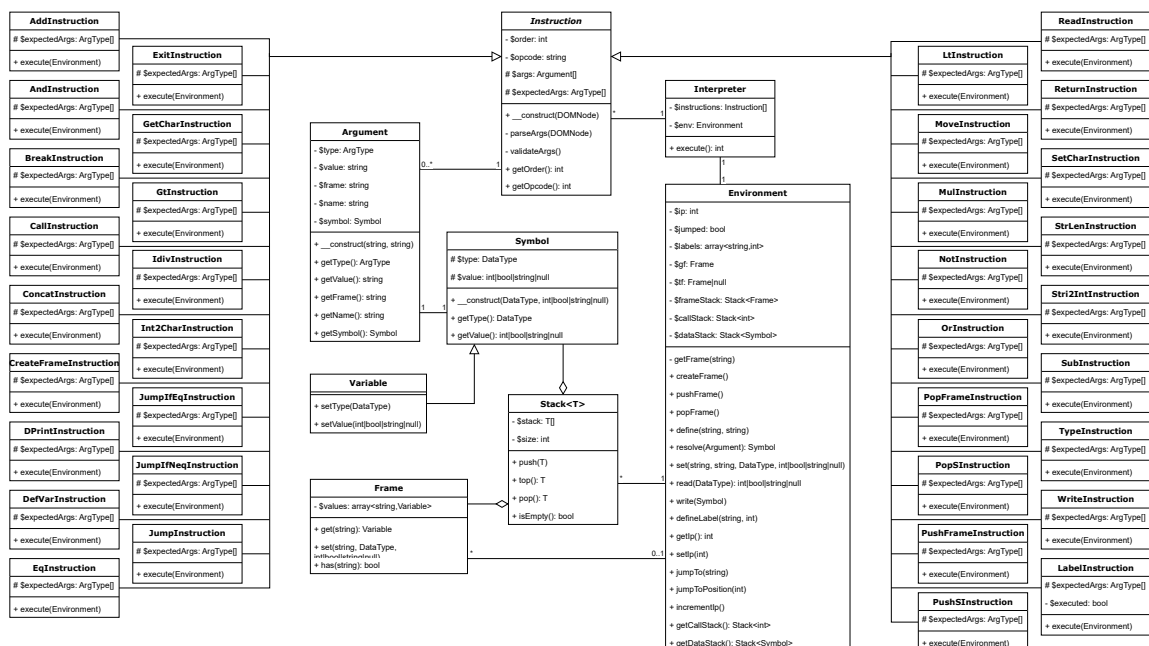 AddInstruction
# $expectedArgs: ArgType[]
+ execute(Environment)
AndInstruction
# $expectedArgs: ArgType[]
+ execute(Environment)
BreakInstruction
# $expectedArgs: ArgType[]
+ execute(Environment)
CallInstruction
# $expectedArgs: ArgType[]
+ execute(Environment)
ConcatInstruction
# $expectedArgs: ArgType[]
+ execute(Environment)
CreateFrameInstruction
# $expectedArgs: ArgType[]
+ execute(Environment)
DPrintInstruction
# $expectedArgs: ArgType[]
+ execute(Environment)
DefVarInstruction
# $expectedArgs: ArgType[]
+ execute(Environment)
EqInstruction
# $expectedArgs: ArgType[]
+ execute(Environment)
ExitInstruction
# $expectedArgs: ArgType[]
+ execute(Environment)
GetCharInstruction
# $expectedArgs: ArgType[]
+ execute(Environment)
GtInstruction
# $expectedArgs: ArgType[]
+ execute(Environment)
IdivInstruction
# $expectedArgs: ArgType[]
+ execute(Environment)
Int2CharInstruction
# $expectedArgs: ArgType[]
+ execute(Environment)
JumpIfEqInstruction
# $expectedArgs: ArgType[]
+ execute(Environment)
JumpIfNeqInstruction
# $expectedArgs: ArgType[]
+ execute(Environment)
JumpInstruction
# $expectedArgs: ArgType[]
+ execute(Environment)
Instruction
- $order: int
- $opcode: string
# $args: Argument[]
# $expectedArgs: ArgType[]
+ __construct(DOMNode)
- parseArgs(DOMNode)
- validateArgs()
+ getOrder(): int
+ getOpcode(): int
* 1
0..* 1
Argument
- $type: ArgType
- $value: string
- $frame: string
- $name: string
- $symbol: Symbol
+ __construct(string, string)
+ getType(): ArgType
+ getValue(): string
+ getFrame(): string
+ getName(): string
+ getSymbol(): Symbol
1 1
Symbol
# $type: DataType
# $value: int|bool|string|null
+ __construct(DataType, int|bool|string|null)
+ getType(): DataType
+ getValue(): int|bool|string|null
Variable
+ setType(DataType)
+ setValue(int|bool|string|null)
Stack<T>
- $stack: T[]
- $size: int
+ push(T)
+ top(): T
+ pop(): T
+ isEmpty(): bool
* 1
Frame
- $values: array<string,Variable>
+ get(string): Variable
+ set(string, DataType,
int|bool|string|null)
+ has(string): bool
* 0..1
Interpreter
- $instructions: Instruction[]
- $env: Environment
+ execute(): int
1
1
Environment
- $ip: int
- $jumped: bool
- $labels: array<string,int>
- $gf: Frame
- $tf: Frame|null
- $frameStack: Stack<Frame>
- $callStack: Stack<int>
- $dataStack: Stack<Symbol>
- getFrame(string)
+ createFrame()
+ pushFrame()
+ popFrame()
+ define(string, string)
+ resolve(Argument): Symbol
+ set(string, string, DataType, int|bool|string|null)
+ read(DataType): int|bool|string|null
+ write(Symbol)
+ defineLabel(string, int)
+ getIp(): int
+ setIp(int)
+ jumpTo(string)
+ jumpToPosition(int)
+ incrementIp()
+ getCallStack(): Stack<int>
+ getDataStack(): Stack<Symbol>
LtInstruction
# $expectedArgs: ArgType[]
+ execute(Environment)
MoveInstruction
# $expectedArgs: ArgType[]
+ execute(Environment)
MulInstruction
# $expectedArgs: ArgType[]
+ execute(Environment)
NotInstruction
# $expectedArgs: ArgType[]
+ execute(Environment)
OrInstruction
# $expectedArgs: ArgType[]
+ execute(Environment)
PopFrameInstruction
# $expectedArgs: ArgType[]
+ execute(Environment)
PopSInstruction
# $expectedArgs: ArgType[]
+ execute(Environment)
PushFrameInstruction
# $expectedArgs: ArgType[]
+ execute(Environment)
PushSInstruction
# $expectedArgs: ArgType[]
+ execute(Environment)
ReadInstruction
# $expectedArgs: ArgType[]
+ execute(Environment)
ReturnInstruction
# $expectedArgs: ArgType[]
+ execute(Environment)
SetCharInstruction
# $expectedArgs: ArgType[]
+ execute(Environment)
StrLenInstruction
# $expectedArgs: ArgType[]
+ execute(Environment)
Stri2IntInstruction
# $expectedArgs: ArgType[]
+ execute(Environment)
SubInstruction
# $expectedArgs: ArgType[]
+ execute(Environment)
TypeInstruction
# $expectedArgs: ArgType[]
+ execute(Environment)
WriteInstruction
# $expectedArgs: ArgType[]
+ execute(Environment)
LabelInstruction
# $expectedArgs: ArgType[]
- $executed: bool
+ execute(Environment)